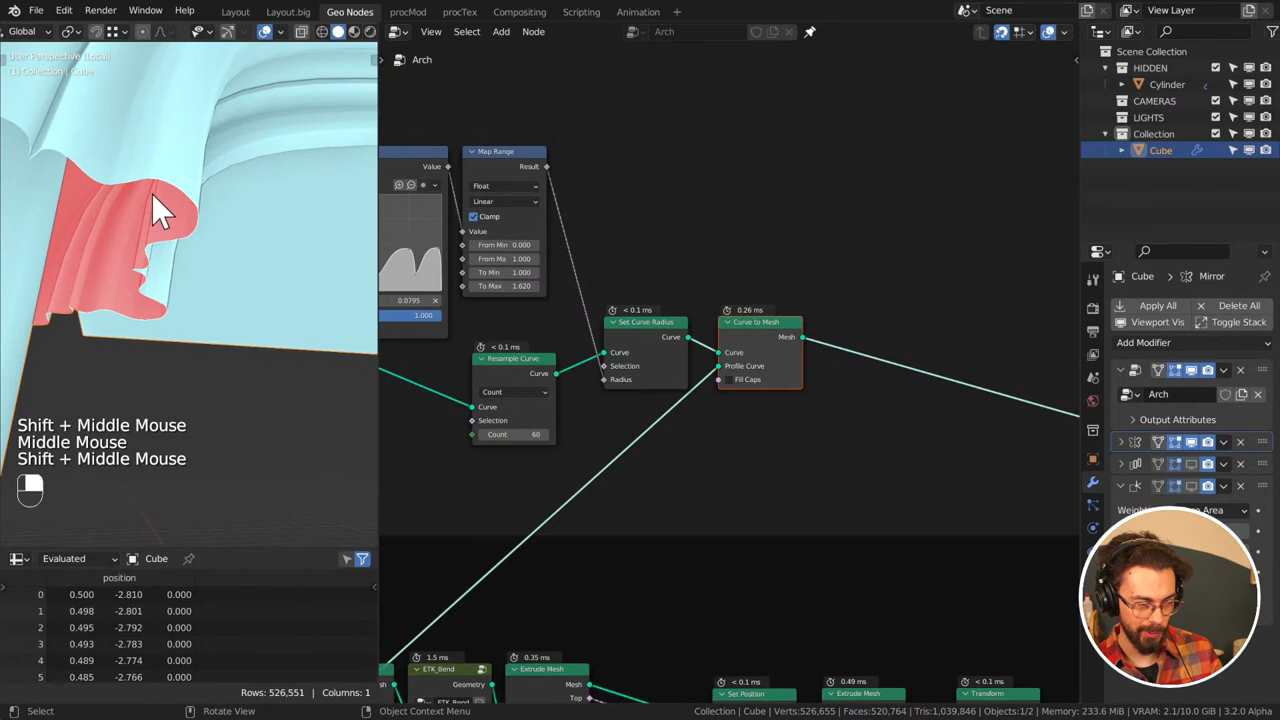 File Edit Render Window Help Layout Layout.big Geo Nodes procMod procTex Compositing Scripting Animation + Scene View Layer
Global View Select Add Node Arch
User Perspective (Local)
(1) Collection | Cube
Arch
Scene Collection
HIDDEN
Cylinder
CAMERAS
LIGHTS
Collection
Cube
Value
Map Range
Result
Float
Linear
Clamp
Value
From Min 0.000
From Ma 1.000
To Min 1.000
To Max 1.620
0.0795
1.000
< 0.1 ms
Set Curve Radius
Curve
Curve
Selection
Radius
0.26 ms
Curve to Mesh
Mesh
Curve
Profile Curve
Fill Caps
< 0.1 ms
Resample Curve
Curve
Count
Curve
Selection
Count 60
Cube > Mirror
Apply All Delete All
Viewport Vis Toggle Stack
Add Modifier
Arch
Output Attributes
Area
Shift + Middle Mouse
Middle Mouse
Shift + Middle Mouse
Evaluated Cube
position
0 0.500 -2.810 0.000
1 0.498 -2.801 0.000
2 0.495 -2.792 0.000
3 0.493 -2.783 0.000
4 0.489 -2.774 0.000
5 0.485 -2.766 0.000
Rows: 526,551 | Columns: 1
1.5 ms
ETK_Bend
Geometry
0.35 ms
Extrude Mesh
Mesh
Top
< 0.1 ms
Set Position
0.49 ms
Extrude Mesh
< 0.1 ms
Transform
Select Rotate View Object Context Menu Collection | Cube | Verts:526,655 | Faces:520,764 | Tris:1,039,846 | Objects:1/2 | Memory: 233.6 MiB | VRAM: 2.1/10.0 GiB | 3.2.0 Alpha